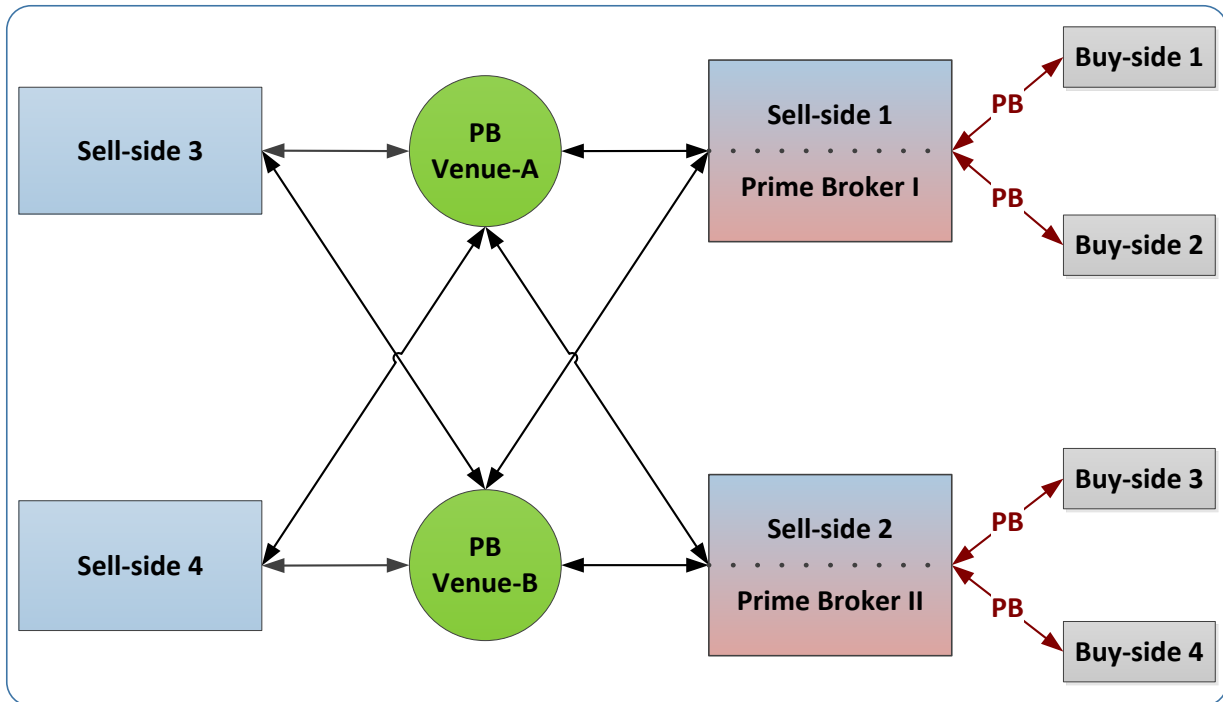 Sell-side 3
PB
Venue-A
Sell-side 1
Prime Broker I
PB
Buy-side 1
PB
Buy-side 2
Sell-side 4
PB
Venue-B
Sell-side 2
Prime Broker II
PB
Buy-side 3
PB
Buy-side 4